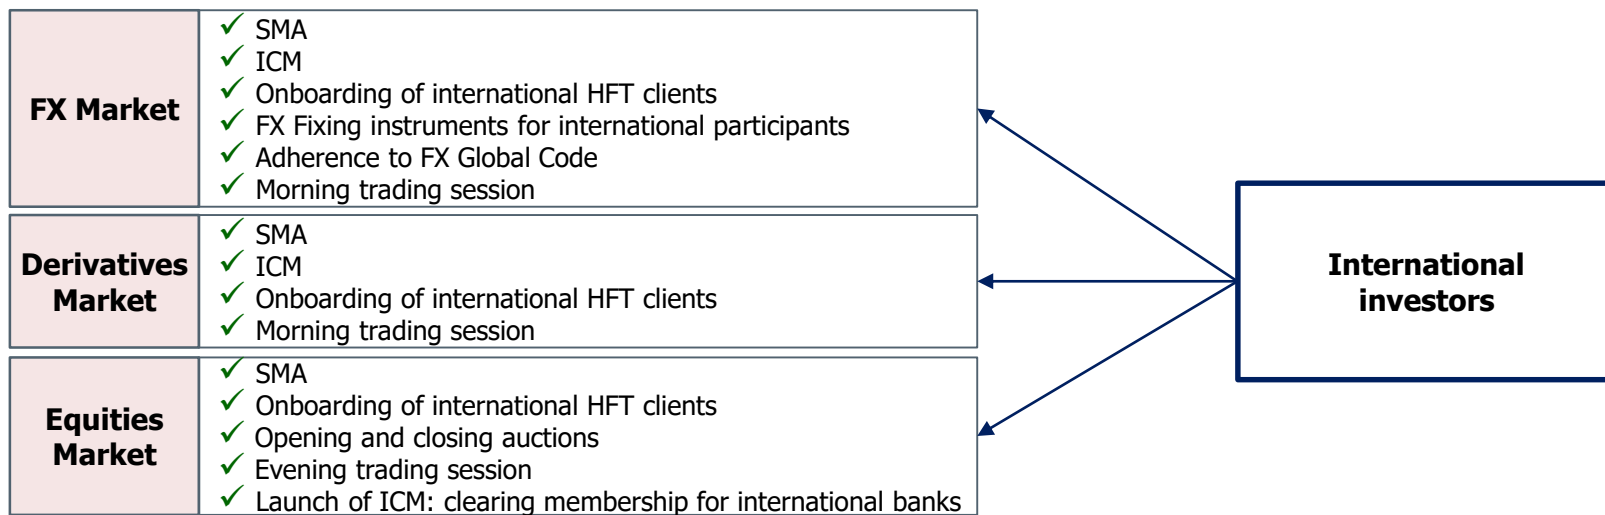 FX Market
SMA
ICM
Onboarding of international HFT clients
FX Fixing instruments for international participants
Adherence to FX Global Code
Morning trading session
Derivatives
Market
SMA
ICM
Onboarding of international HFT clients
Morning trading session
Equities
Market
SMA
Onboarding of international HFT clients
Opening and closing auctions
Evening trading session
Launch of ICM: clearing membership for international banks
International
investors